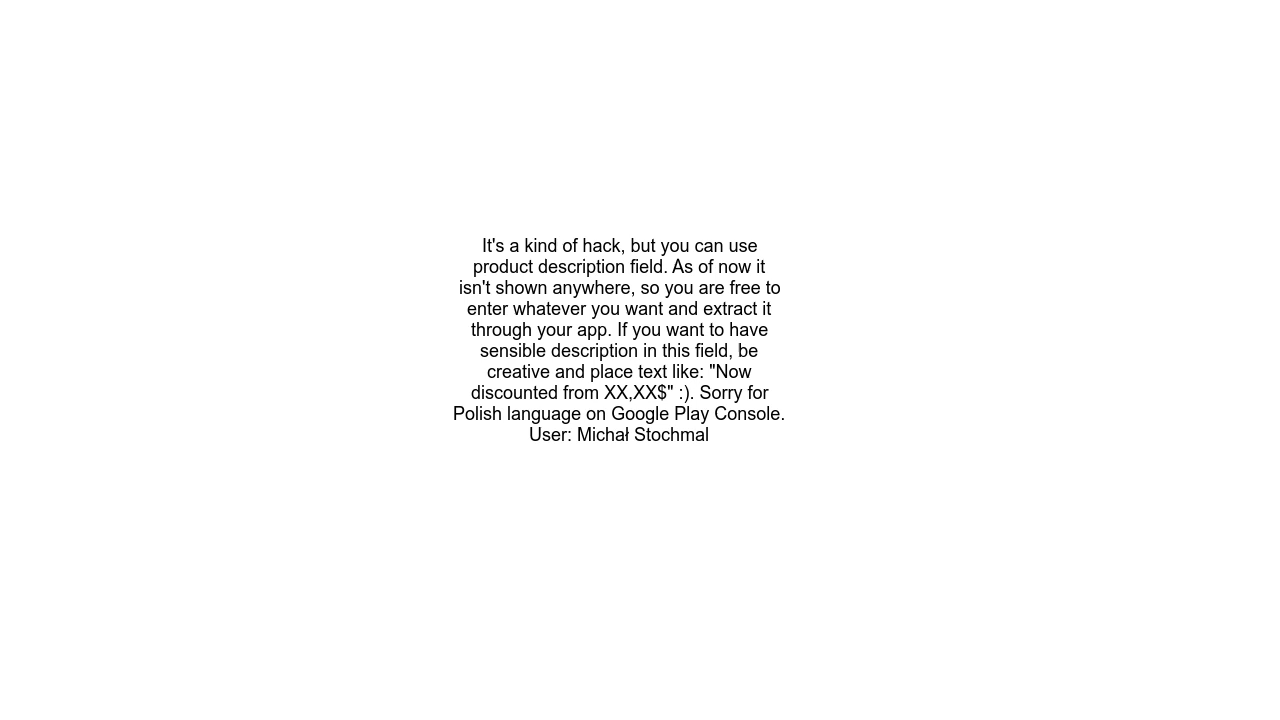 It's a kind of hack, but you can use
product description field. As of now it
isn't shown anywhere, so you are free to
enter whatever you want and extract it
through your app. If you want to have
sensible description in this field, be
creative and place text like: "Now
discounted from XX,XX$" :). Sorry for
Polish language on Google Play Console.
User: Michał Stochmal